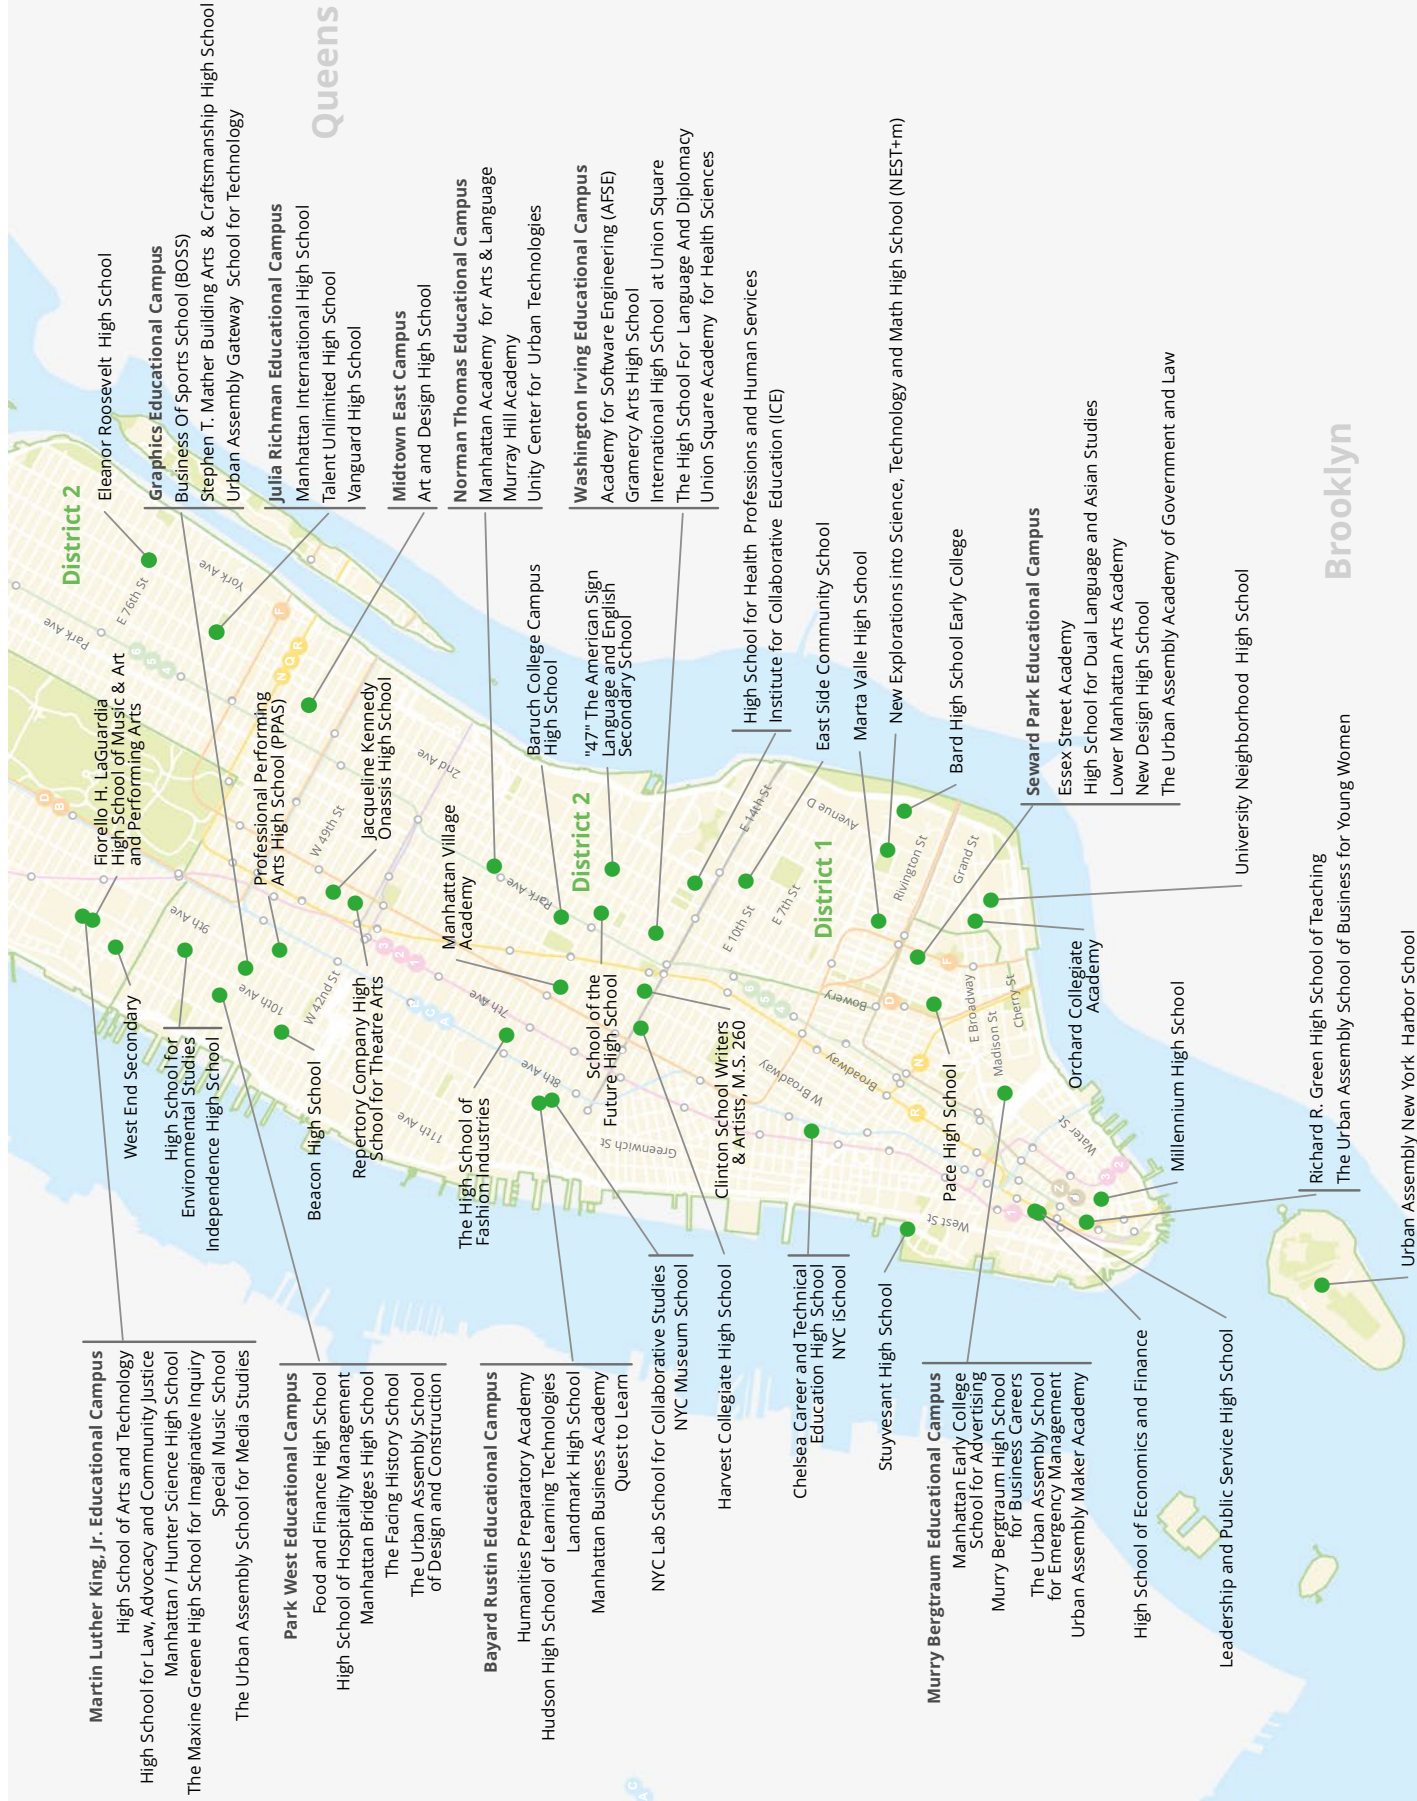 Queens
Brooklyn
District 2
District 2
District 1
Martin Luther King, Jr. Educational Campus
High School of Arts and Technology
High School for Law, Advocacy and Community Justice
Manhattan / Hunter Science High School
The Maxine Greene High School for Imaginative Inquiry
Special Music School
The Urban Assembly School for Media Studies
Park West Educational Campus
Food and Finance High School
High School of Hospitality Management
Manhattan Bridges High School
The Facing History School
The Urban Assembly School
of Design and Construction
Bayard Rustin Educational Campus
Humanities Preparatory Academy
Hudson High School of Learning Technologies
Landmark High School
Manhattan Business Academy
Quest to Learn
NYC Lab School for Collaborative Studies
NYC Museum School
Harvest Collegiate High School
Chelsea Career and Technical
Education High School
NYC iSchool
Stuyvesant High School
Murry Bergtraum Educational Campus
Manhattan Early College
School for Advertising
Murry Bergtraum High School
for Business Careers
The Urban Assembly School
for Emergency Management
Urban Assembly Maker Academy
High School of Economics and Finance
Leadership and Public Service High School
Fiorello H. LaGuardia
High School of Music & Art
and Performing Arts
West End Secondary
High School for
Environmental Studies
Independence High School
Beacon High School
Professional Performing
Arts High School (PPAS)
Jacqueline Kennedy
Onassis High School
Repertory Company High
School for Theatre Arts
Manhattan Village
Academy
The High School of
Fashion Industries
Baruch College Campus
High School
"47" The American Sign
Language and English
Secondary School
School of the
Future High School
Clinton School Writers
& Artists, M.S. 260
Pace High School
Orchard Collegiate
Academy
Millennium High School
Richard R. Green High School of Teaching
The Urban Assembly School of Business for Young Women
Urban Assembly New York Harbor School
Eleanor Roosevelt High School
Graphics Educational Campus
Business Of Sports School (BOSS)
Stephen T. Mather Building Arts & Craftsmanship High School
Urban Assembly Gateway School for Technology
Julia Richman Educational Campus
Manhattan International High School
Talent Unlimited High School
Vanguard High School
Midtown East Campus
Art and Design High School
Norman Thomas Educational Campus
Manhattan Academy for Arts & Language
Murray Hill Academy
Unity Center for Urban Technologies
Washington Irving Educational Campus
Academy for Software Engineering (AFSE)
Gramercy Arts High School
International High School at Union Square
The High School For Language And Diplomacy
Union Square Academy for Health Sciences
High School for Health Professions and Human Services
Institute for Collaborative Education (ICE)
East Side Community School
Marta Valle High School
New Explorations into Science, Technology and Math High School (NEST+m)
Bard High School Early College
Seward Park Educational Campus
Essex Street Academy
High School for Dual Language and Asian Studies
Lower Manhattan Arts Academy
New Design High School
The Urban Assembly Academy of Government and Law
University Neighborhood High School
Park Ave
E 76th St
York Ave
9th Ave
10th Ave
W 42nd St
W 49th St
2nd Ave
Park Ave
7th Ave
8th Ave
11th Ave
Greenwich St
W Broadway
Broadway
Bowery
E 14th St
E 10th St
E 7th St
Avenue D
Rivington St
Grand St
E Broadway
Madison St
Cherry St
Water St
West St
D
B
6
5
4
N
Q
R
F
3
2
1
C
A
6
5
D
F
N
R
1
Z
J
3
2
C
A